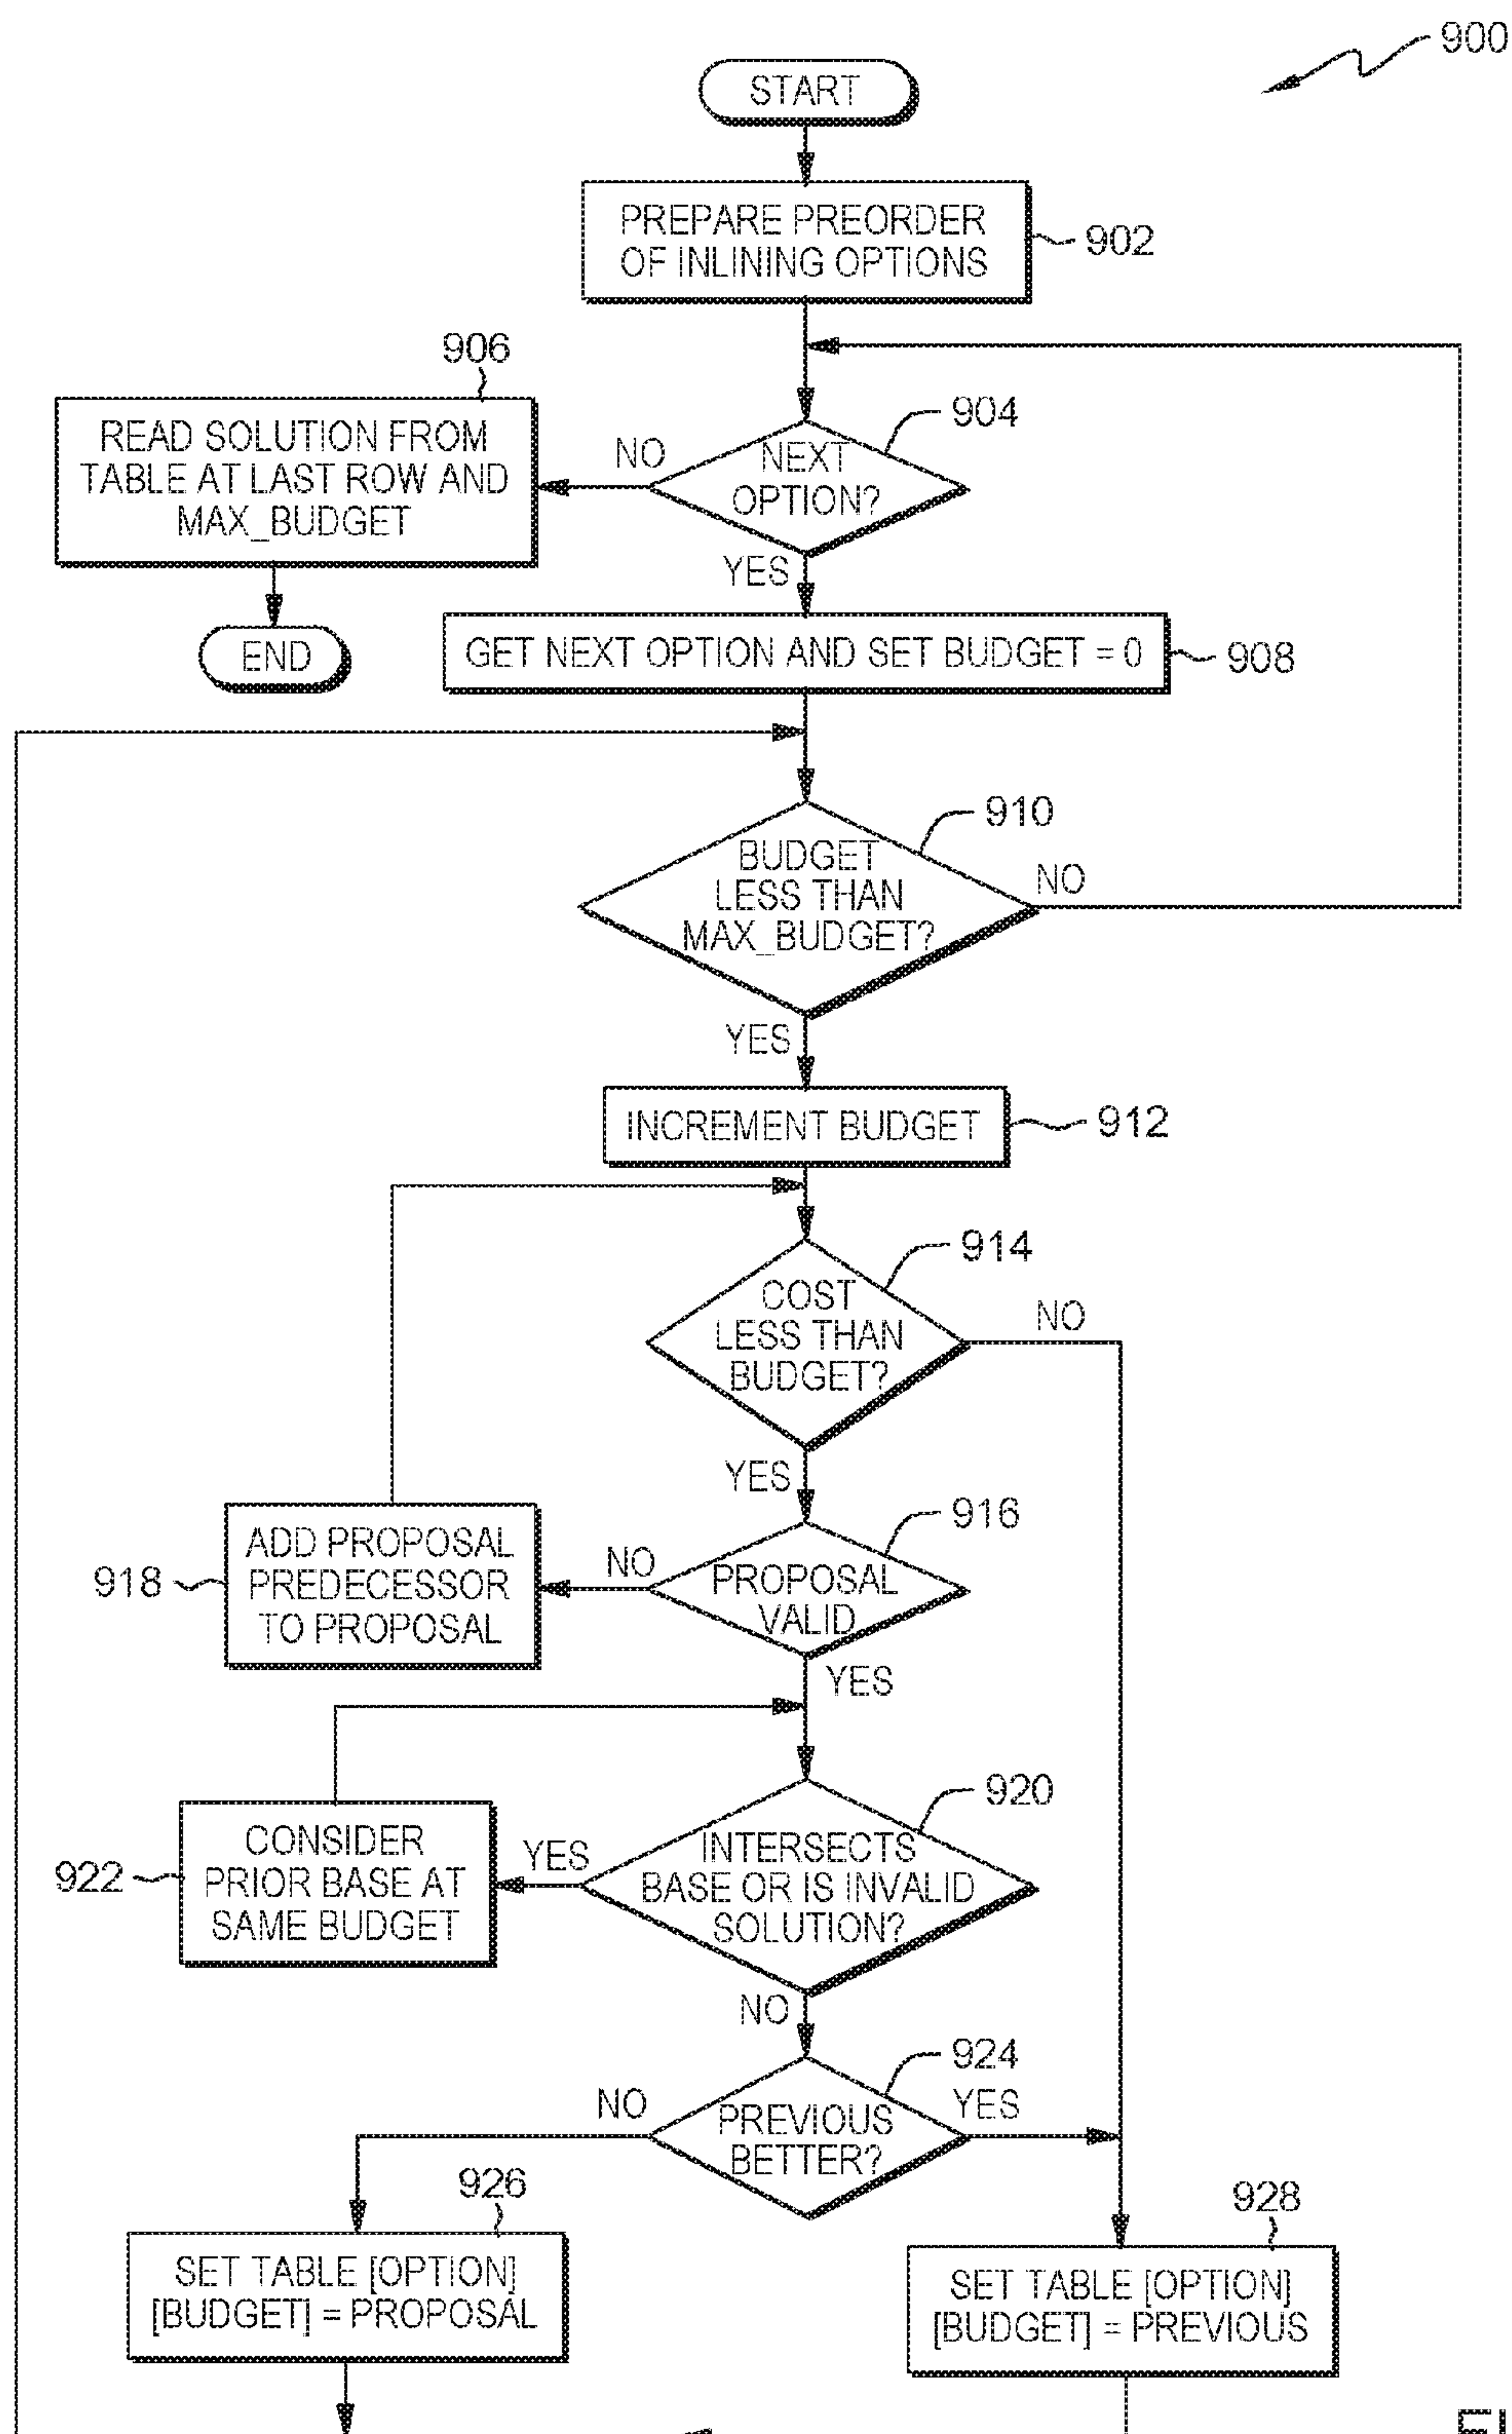 900
START
PREPARE PREORDER
OF INLINING OPTIONS
902
906
READ SOLUTION FROM
TABLE AT LAST ROW AND
MAX_BUDGET
NO
904
NEXT
OPTION?
YES
END
GET NEXT OPTION AND SET BUDGET = 0
908
910
BUDGET
LESS THAN
MAX_BUDGET?
NO
YES
INCREMENT BUDGET
912
914
COST
LESS THAN
BUDGET?
NO
YES
916
PROPOSAL
VALID
NO
918
ADD PROPOSAL
PREDECESSOR
TO PROPOSAL
YES
920
INTERSECTS
BASE OR IS INVALID
SOLUTION?
YES
922
CONSIDER
PRIOR BASE AT
SAME BUDGET
NO
924
PREVIOUS
BETTER?
NO
YES
926
SET TABLE [OPTION]
[BUDGET] = PROPOSAL
928
SET TABLE [OPTION]
[BUDGET] = PREVIOUS